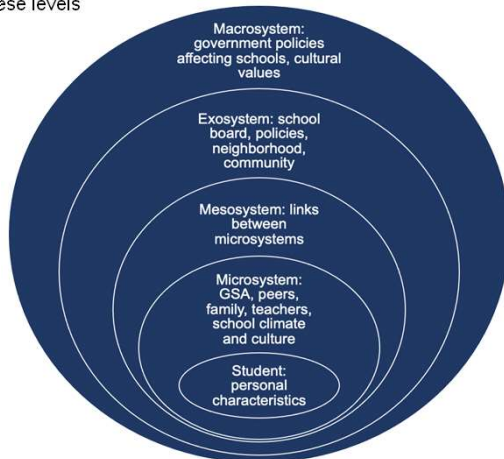 ese levels
Macrosystem:
government policies
affecting schools, cultural
values
Exosystem: school
board, policies,
neighborhood,
community
Mesosystem: links
between
microsystems
Microsystem:
GSA, peers,
family, teachers,
school climate
and culture
Student:
personal
characteristics